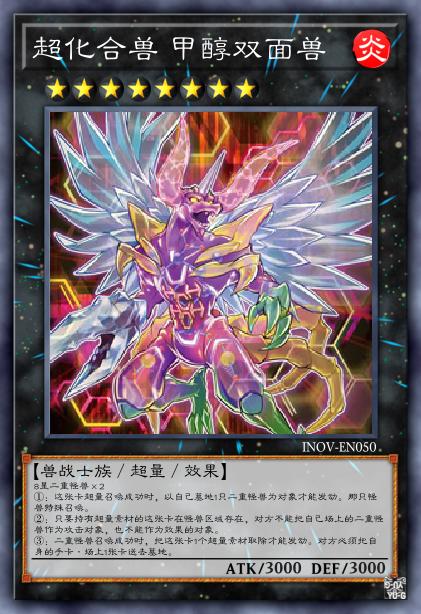 超化合兽 甲醇双面兽
炎
INOV-EN050
【兽战士族／超量／效果】
8星二重怪兽×2
①：这张卡超量召唤成功时，以自己墓地1只二重怪兽为对象才能发动。那只怪
兽特殊召唤。
②：只要持有超量素材的这张卡在怪兽区域存在，对方不能把自己场上的二重怪
兽作为攻击对象，也不能作为效果的对象。
③：二重怪兽召唤成功时，把这张卡1个超量素材取除才能发动。对方必须把自
身的手卡·场上1张卡送去墓地。
ATK/3000 DEF/3000